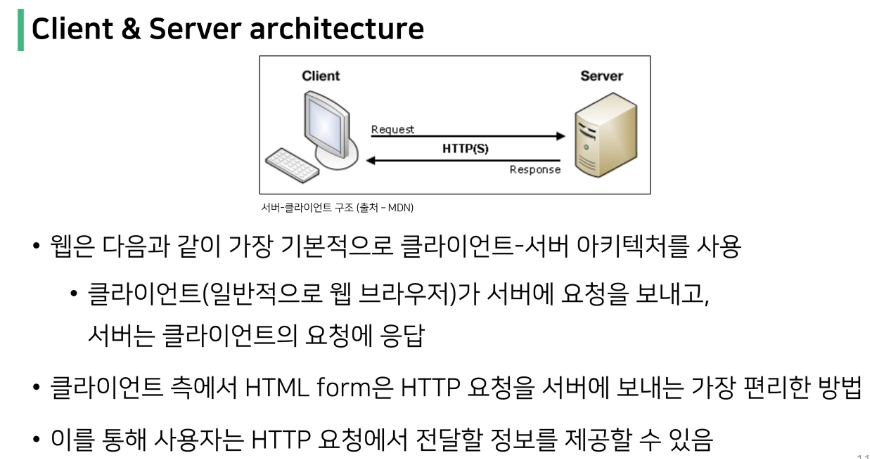 Client & Server architecture
Client
Server
Request
HTTP(S)
Response
서버-클라이언트 구조 (출처 – MDN)
• 웹은 다음과 같이 가장 기본적으로 클라이언트-서버 아키텍처를 사용
• 클라이언트(일반적으로 웹 브라우저)가 서버에 요청을 보내고,
서버는 클라이언트의 요청에 응답
• 클라이언트 측에서 HTML form은 HTTP 요청을 서버에 보내는 가장 편리한 방법
• 이를 통해 사용자는 HTTP 요청에서 전달할 정보를 제공할 수 있음